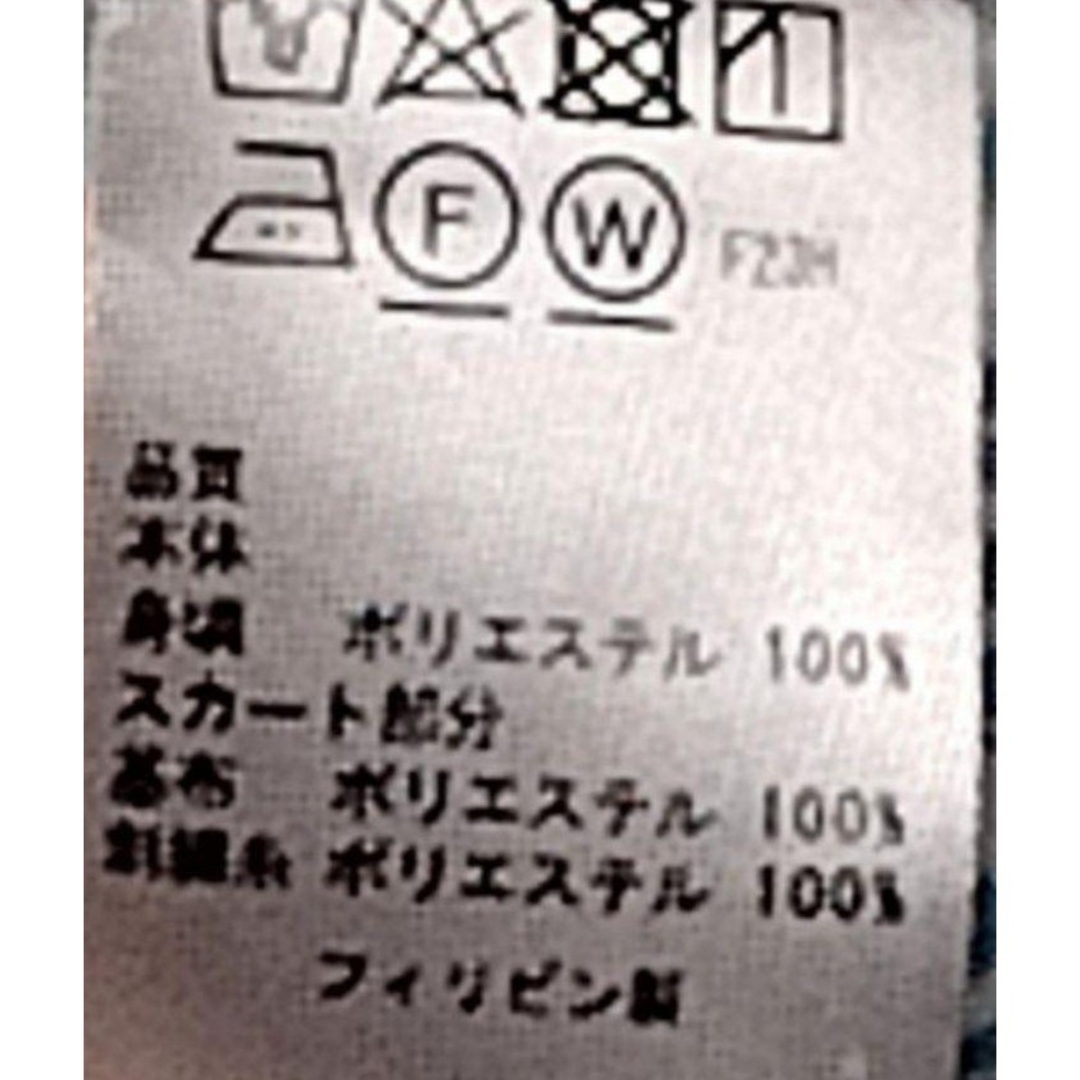 F
W
F23H
品質
本体
身頃 ポリエステル 100%
スカート部分
基布 ポリエステル 100%
刺繍糸 ポリエステル 100%
フィリピン製